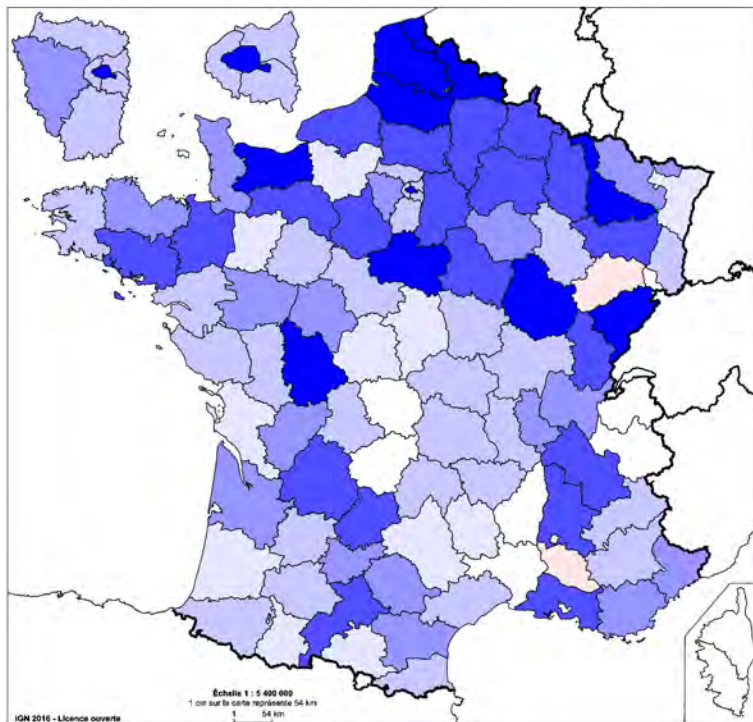 Échelle 1 : 5 400 000
1 cm sur la carte représente 54 km
1 54 km
IGN 2016 - Licence ouverte